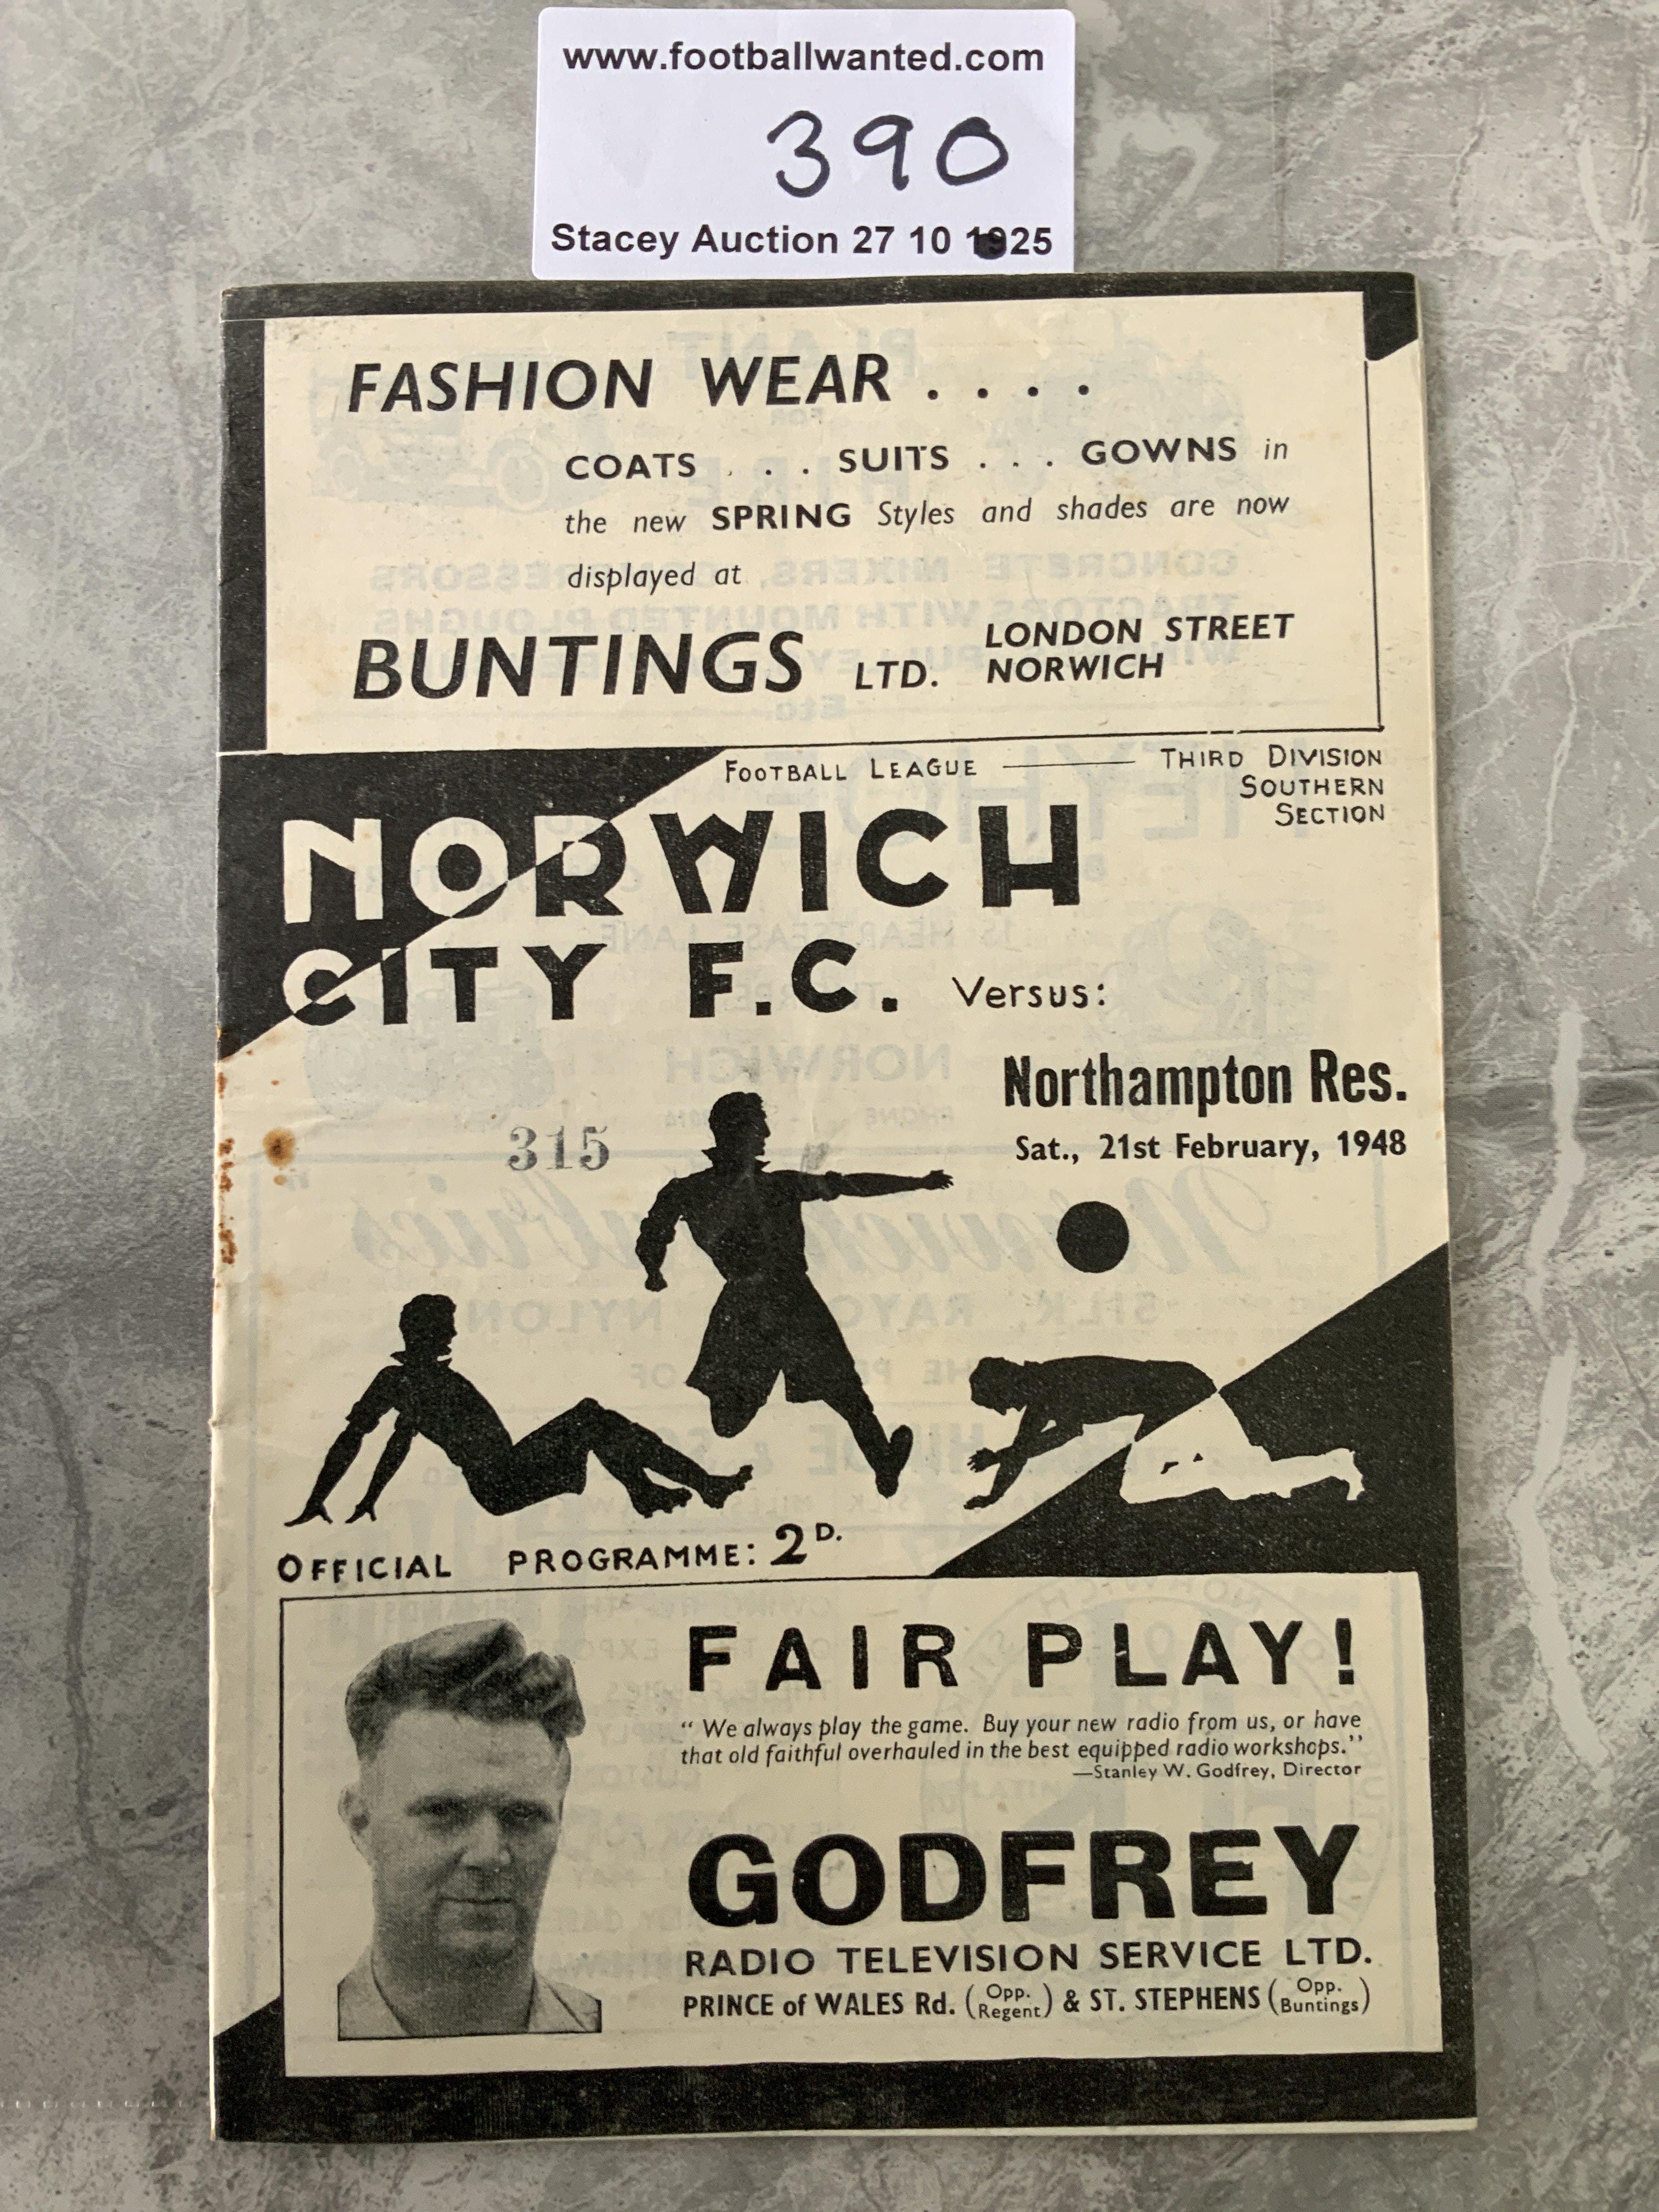 www.footballwanted.com
390
Stacey Auction 27 10 1925
FASHION WEAR . . . .
COATS . . . SUITS . . . GOWNS in
the new SPRING Styles and shades are now
displayed at
BUNTINGS LTD. LONDON STREET
NORWICH
FOOTBALL LEAGUE —— THIRD DIVISION
SOUTHERN
SECTION
NORWICH
CITY F.C. Versus:
Northampton Res.
Sat., 21st February, 1948
315
OFFICIAL PROGRAMME: 2D.
FAIR PLAY!
“ We always play the game. Buy your new radio from us, or have
that old faithful overhauled in the best equipped radio workshops.’’
—Stanley W. Godfrey, Director
GODFREY
RADIO TELEVISION SERVICE LTD.
PRINCE of WALES Rd. (Opp. Regent) & ST. STEPHENS (Opp. Buntings)